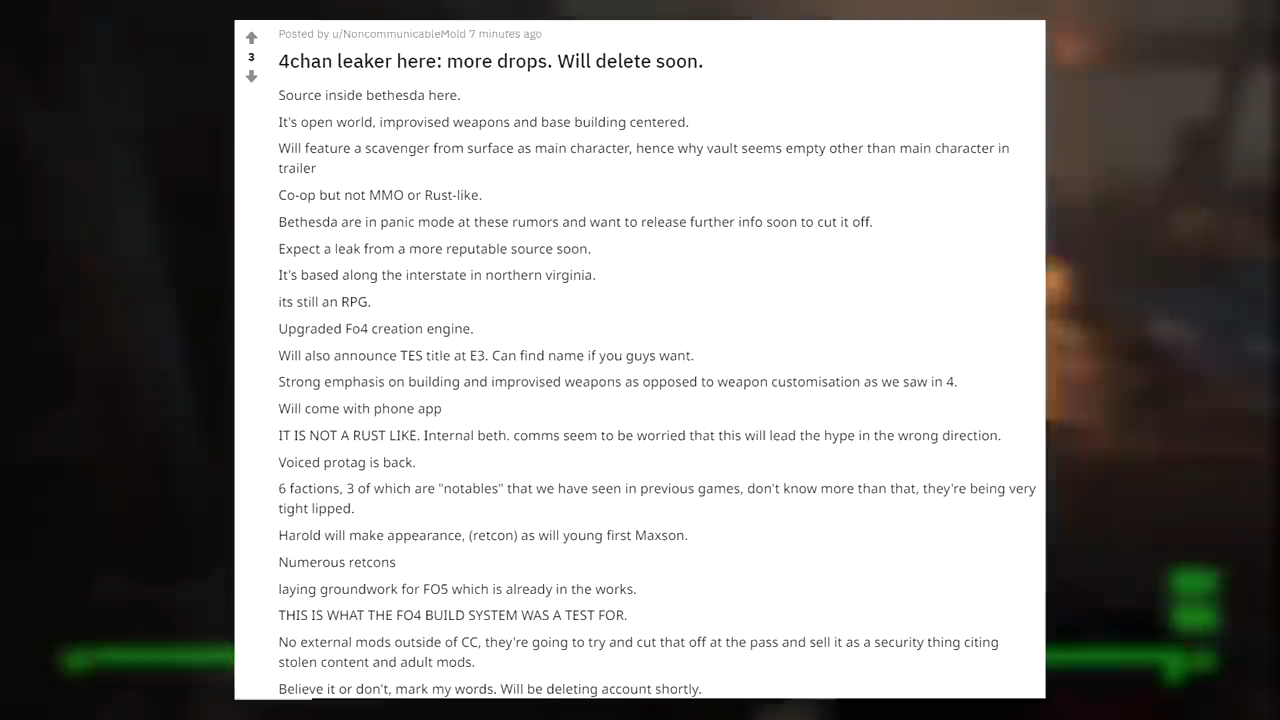 Posted by u/NoncommunicableMold 7 minutes ago
3
4chan leaker here: more drops. Will delete soon.
Source inside bethesda here.
It's open world, improvised weapons and base building centered.
Will feature a scavenger from surface as main character, hence why vault seems empty other than main character in
trailer
Co-op but not MMO or Rust-like.
Bethesda are in panic mode at these rumors and want to release further info soon to cut it off.
Expect a leak from a more reputable source soon.
It's based along the interstate in northern virginia.
its still an RPG.
Upgraded Fo4 creation engine.
Will also announce TES title at E3. Can find name if you guys want.
Strong emphasis on building and improvised weapons as opposed to weapon customisation as we saw in 4.
Will come with phone app
IT IS NOT A RUST LIKE. Internal beth. comms seem to be worried that this will lead the hype in the wrong direction.
Voiced protag is back.
6 factions, 3 of which are "notables" that we have seen in previous games, don't know more than that, they're being very
tight lipped.
Harold will make appearance, (retcon) as will young first Maxson.
Numerous retcons
laying groundwork for FO5 which is already in the works.
THIS IS WHAT THE FO4 BUILD SYSTEM WAS A TEST FOR.
No external mods outside of CC, they're going to try and cut that off at the pass and sell it as a security thing citing
stolen content and adult mods.
Believe it or don't, mark my words. Will be deleting account shortly.